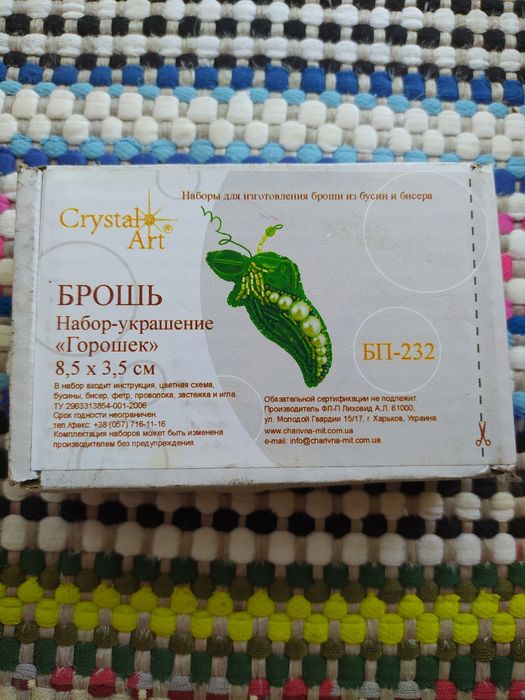 Наборы для изготовления броши из бусин и бисера
Crystal
Art®
БРОШЬ
Набор-украшение
«Горошек»
8,5 х 3,5 см
БП-232
В набор входит инструкция, цветная схема,
бусины, бисер, фетр, проволока, застежка и игла.
ТУ 2963313854-001-2006
Срок годности неограничен.
тел./факс: +38 (057) 716-11-16
Комплектация наборов может быть изменена
производителем без предупреждения.
Обязательной сертификации не подлежит.
Производитель ФЛ-П Лиховид А.Л. 61000,
ул. Молодой Гвардии 15/17, г. Харьков, Украина
www.charivna-mit.com.ua
e-mail: info@charivna-mit.com.ua